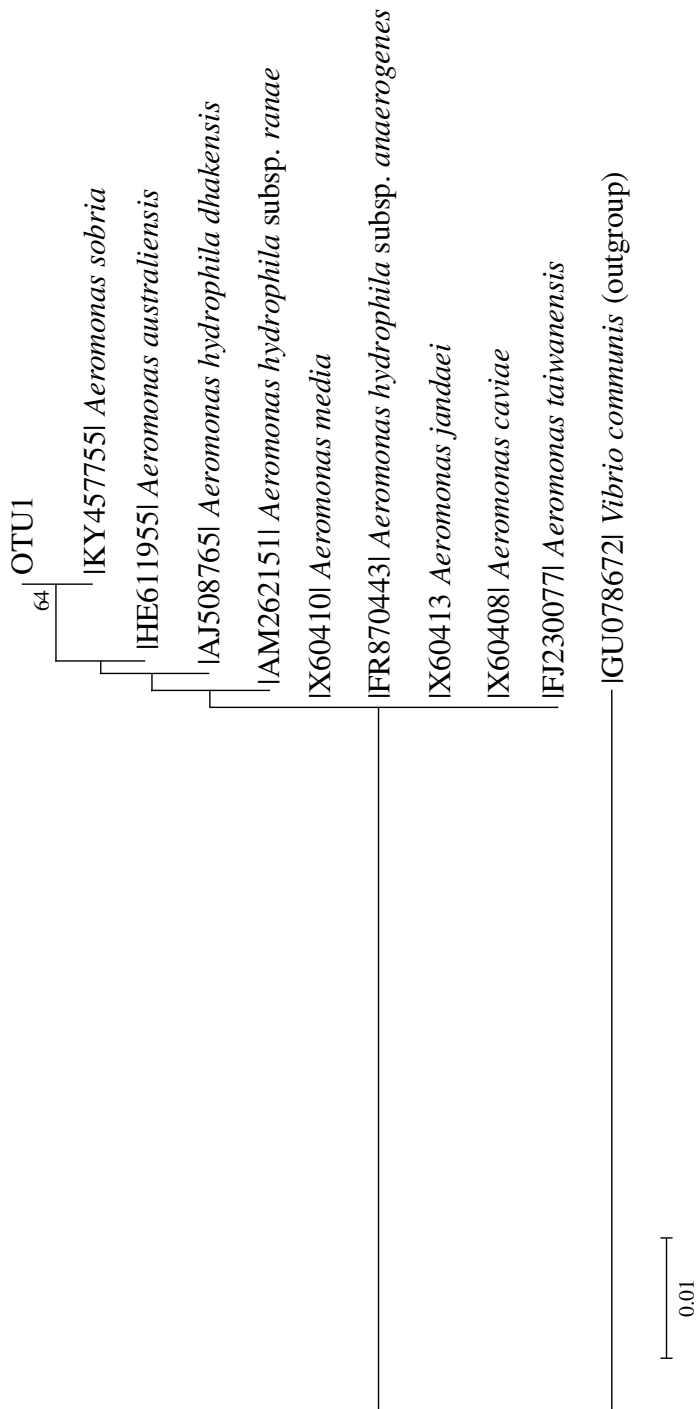 OTU1
64
|KY457755| Aeromonas sobria
|HE611955| Aeromonas australiensis
|AJ508765| Aeromonas hydrophila dhakensis
|AM262151| Aeromonas hydrophila subsp. ranae
|X60410| Aeromonas media
|FR870443| Aeromonas hydrophila subsp. anaerogenes
|X60413 Aeromonas jandaei
|X60408| Aeromonas caviae
|FJ230077| Aeromonas taiwanensis
|GU078672| Vibrio communis (outgroup)
0.01